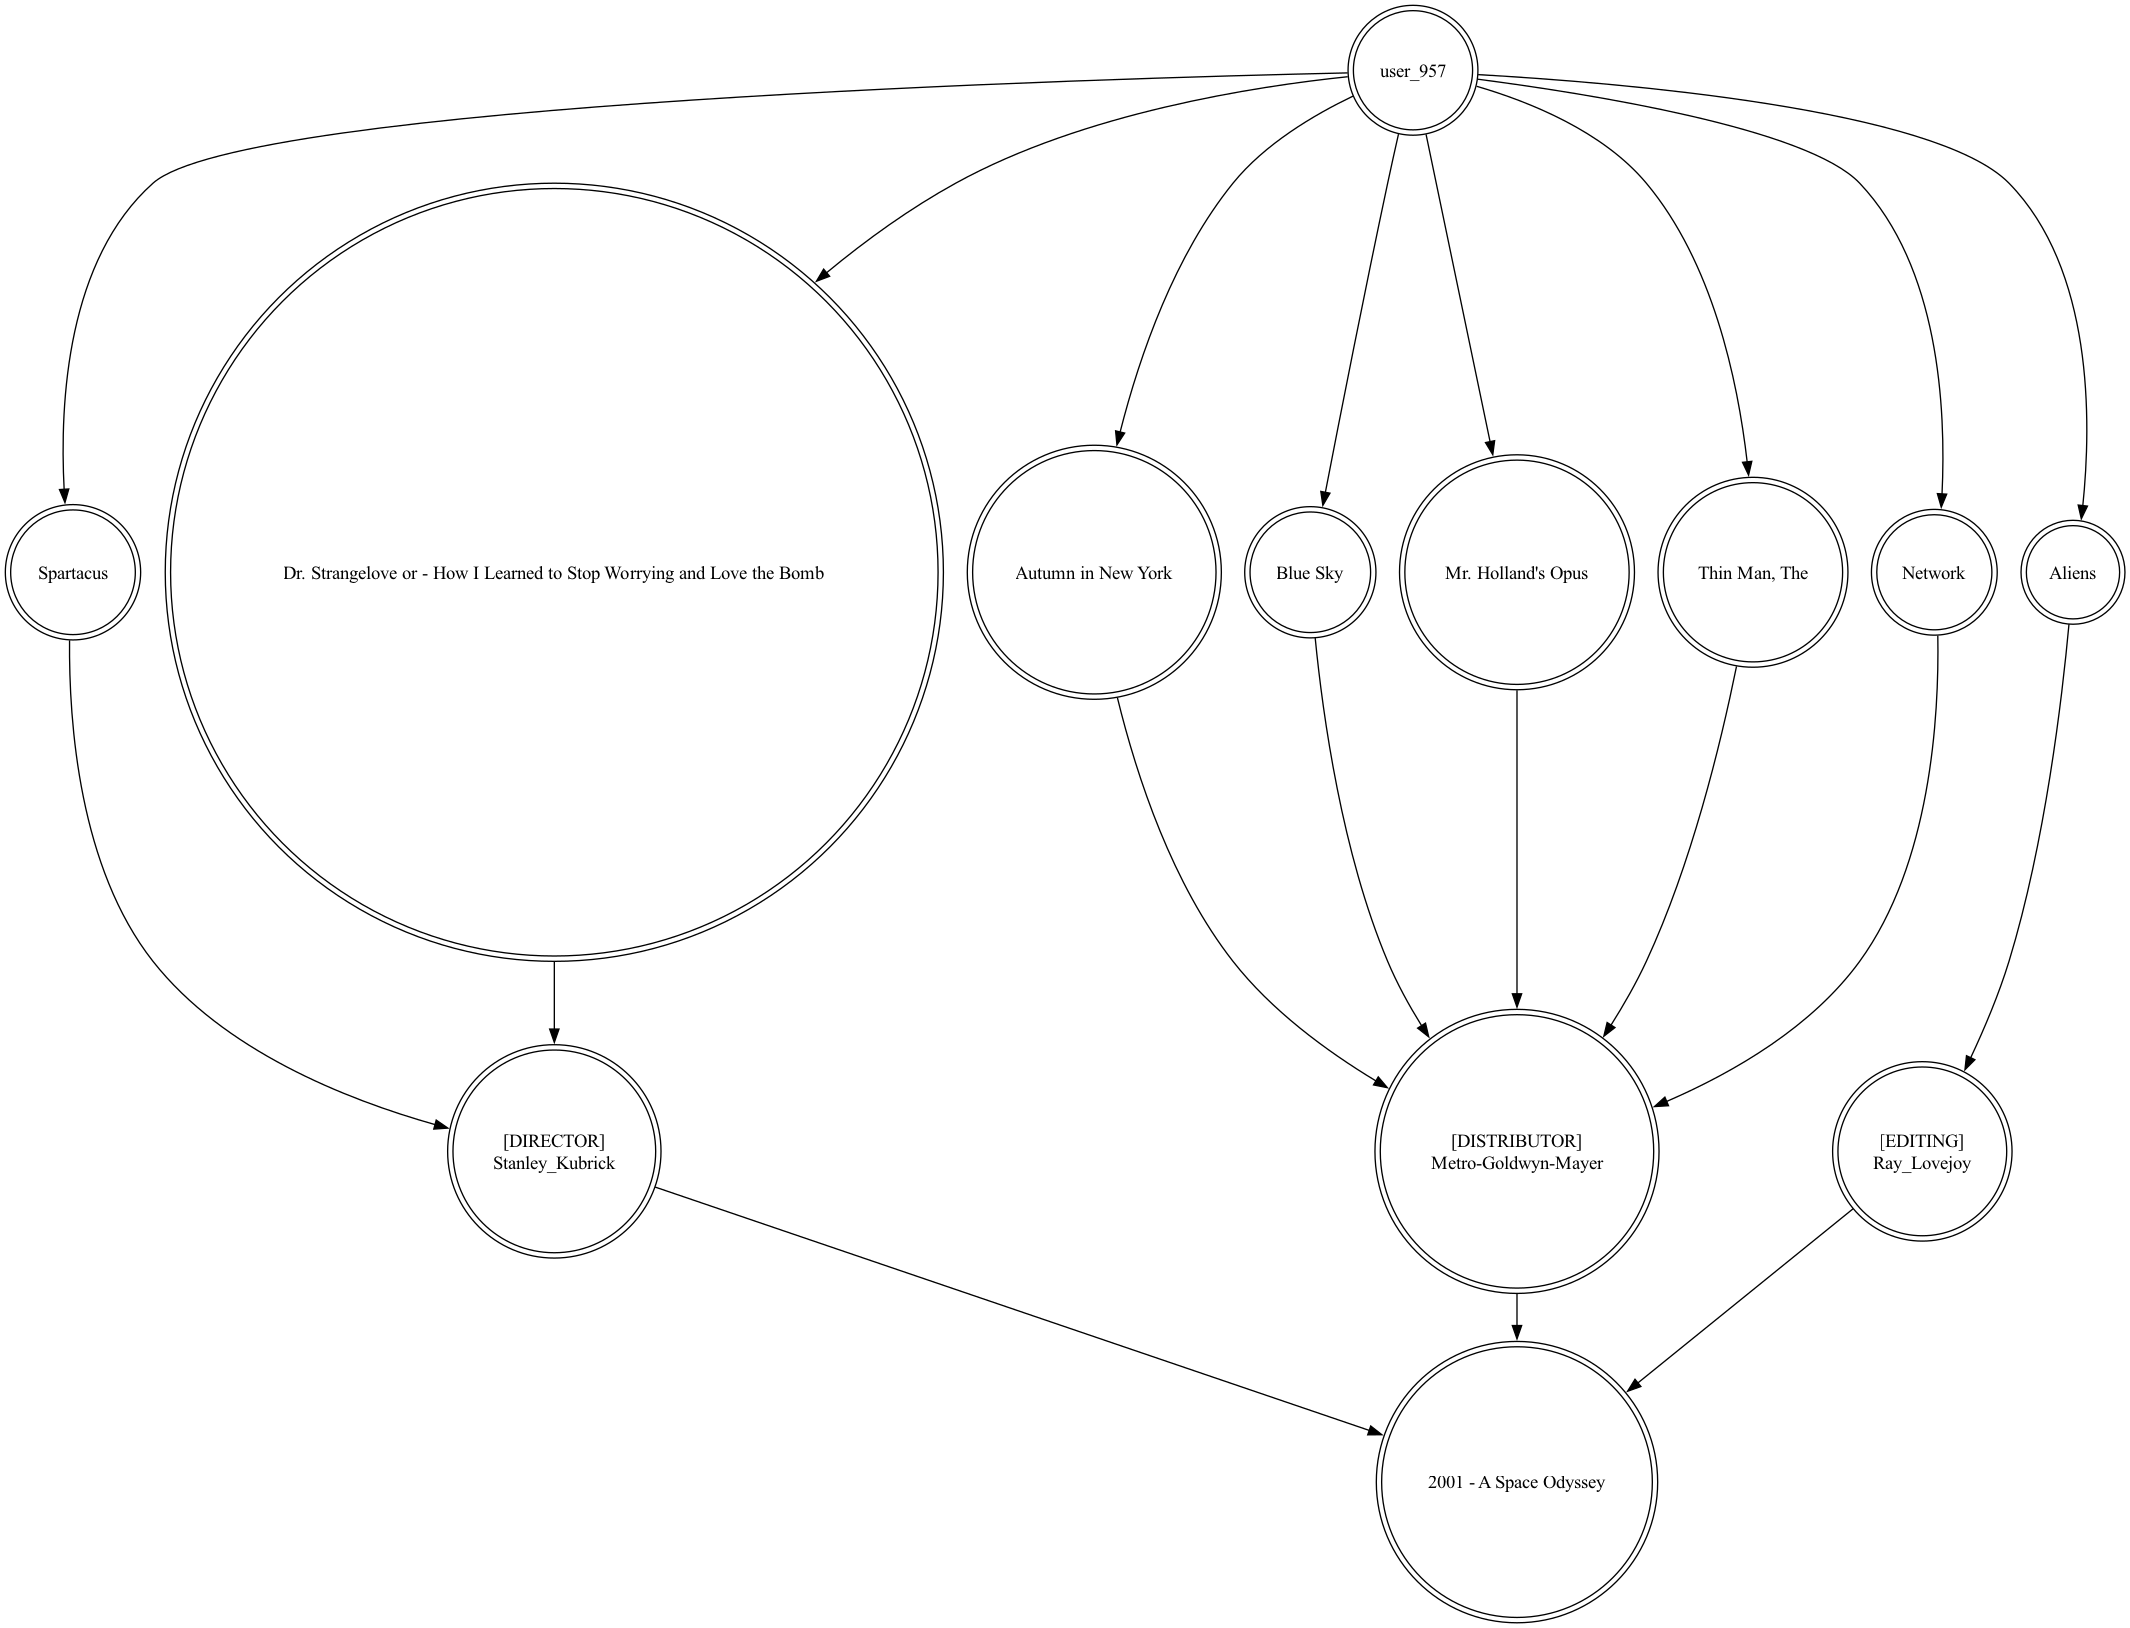 user_957
Spartacus
Dr. Strangelove or - How I Learned to Stop Worrying and Love the Bomb
Autumn in New York
Blue Sky
Mr. Holland's Opus
Thin Man, The
Network
Aliens
[DIRECTOR]
Stanley_Kubrick
[DISTRIBUTOR]
Metro-Goldwyn-Mayer
[EDITING]
Ray_Lovejoy
2001 - A Space Odyssey